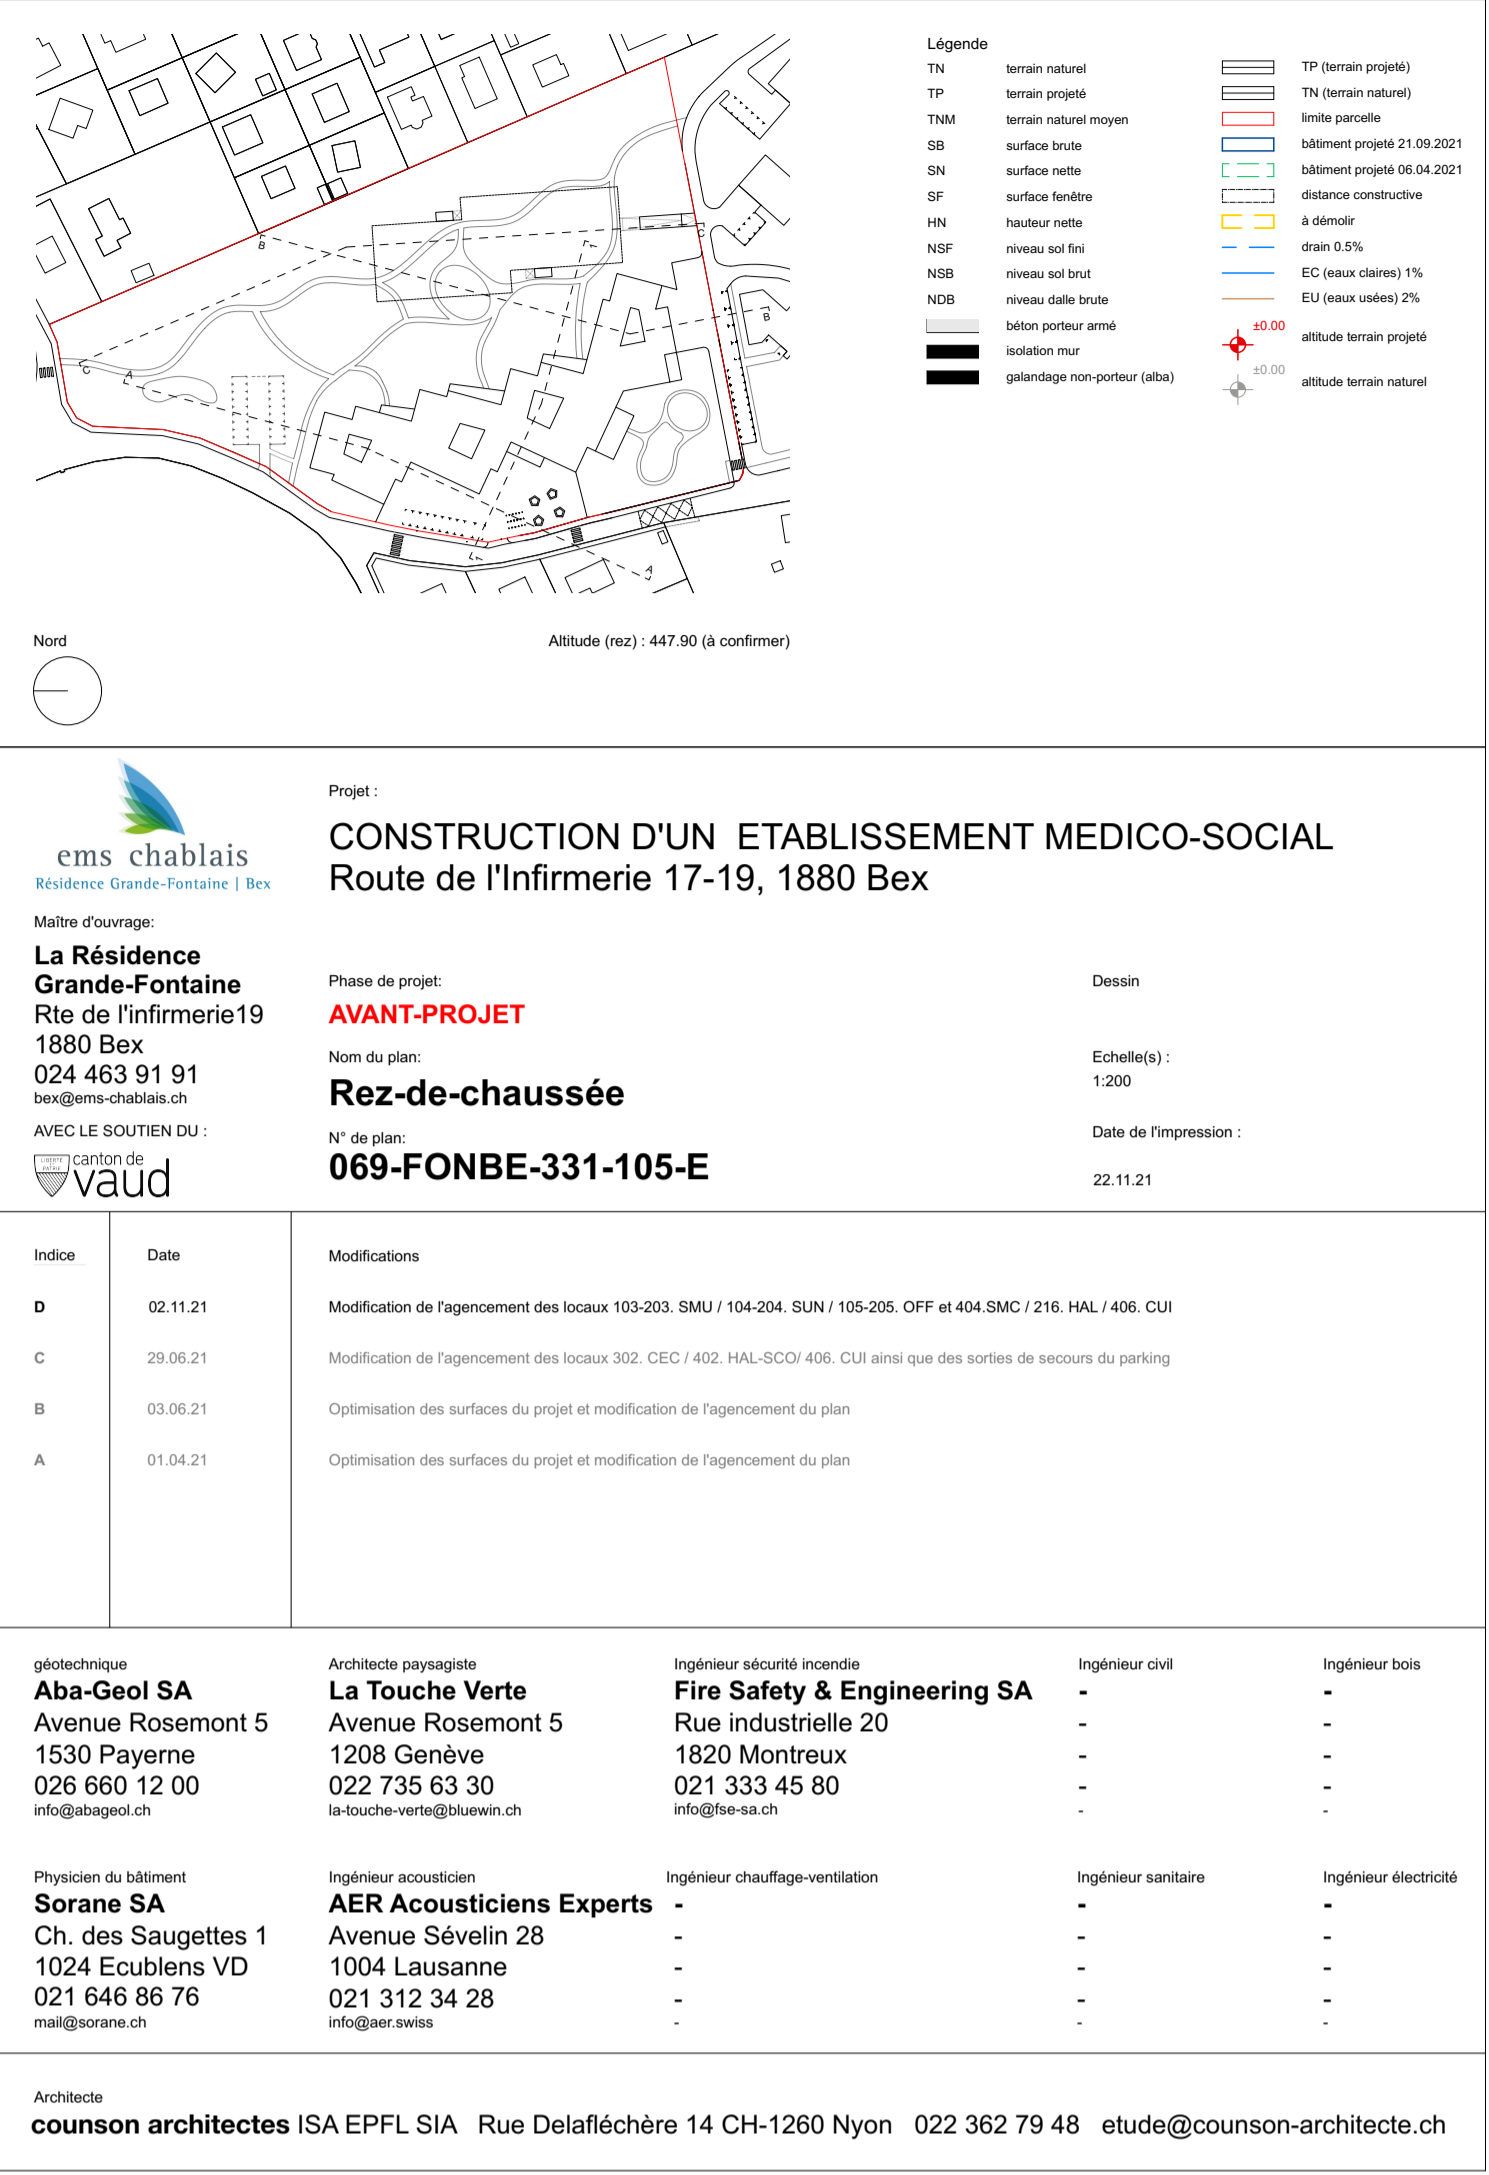 B
C
A
C
B
A
Nord
Altitude (rez) : 447.90 (à confirmer)
Légende
TN terrain naturel
TP terrain projeté
TNM terrain naturel moyen
SB surface brute
SN surface nette
SF surface fenêtre
HN hauteur nette
NSF niveau sol fini
NSB niveau sol brut
NDB niveau dalle brute
béton porteur armé
isolation mur
galandage non-porteur (alba)
TP (terrain projeté)
TN (terrain naturel)
limite parcelle
bâtiment projeté 21.09.2021
bâtiment projeté 06.04.2021
distance constructive
à démolir
drain 0.5%
EC (eaux claires) 1%
EU (eaux usées) 2%
±0.00
altitude terrain projeté
±0.00
altitude terrain naturel
ems chablais
Résidence Grande-Fontaine | Bex
Maître d'ouvrage:
La Résidence
Grande-Fontaine
Rte de l'infirmerie19
1880 Bex
024 463 91 91
bex@ems-chablais.ch
AVEC LE SOUTIEN DU :
LIBERTÉ
ET
PATRIE
canton de
vaud
Projet :
CONSTRUCTION D'UN  ETABLISSEMENT MEDICO-SOCIAL
Route de l'Infirmerie 17-19, 1880 Bex
Phase de projet:
AVANT-PROJET
Nom du plan:
Rez-de-chaussée
N° de plan:
069-FONBE-331-105-E
Dessin
Echelle(s) :
1:200
Date de l'impression :
22.11.21
Indice Date Modifications
D 02.11.21 Modification de l'agencement des locaux 103-203. SMU / 104-204. SUN / 105-205. OFF et 404.SMC / 216. HAL / 406. CUI
C 29.06.21 Modification de l'agencement des locaux 302. CEC / 402. HAL-SCO/ 406. CUI ainsi que des sorties de secours du parking
B 03.06.21 Optimisation des surfaces du projet et modification de l'agencement du plan
A 01.04.21 Optimisation des surfaces du projet et modification de l'agencement du plan
géotechnique
Aba-Geol SA
Avenue Rosemont 5
1530 Payerne
026 660 12 00
info@abageol.ch
Architecte paysagiste
La Touche Verte
Avenue Rosemont 5
1208 Genève
022 735 63 30
la-touche-verte@bluewin.ch
Ingénieur sécurité incendie
Fire Safety & Engineering SA
Rue industrielle 20
1820 Montreux
021 333 45 80
info@fse-sa.ch
Ingénieur civil
-
-
-
-
-
Ingénieur bois
-
-
-
-
-
Physicien du bâtiment
Sorane SA
Ch. des Saugettes 1
1024 Ecublens VD
021 646 86 76
mail@sorane.ch
Ingénieur acousticien
AER Acousticiens Experts
Avenue Sévelin 28
1004 Lausanne
021 312 34 28
info@aer.swiss
Ingénieur chauffage-ventilation
-
-
-
-
-
Ingénieur sanitaire
-
-
-
-
-
Ingénieur électricité
-
-
-
-
-
Architecte
counson architectes ISA EPFL SIA Rue Delafléchère 14 CH-1260 Nyon 022 362 79 48 etude@counson-architecte.ch